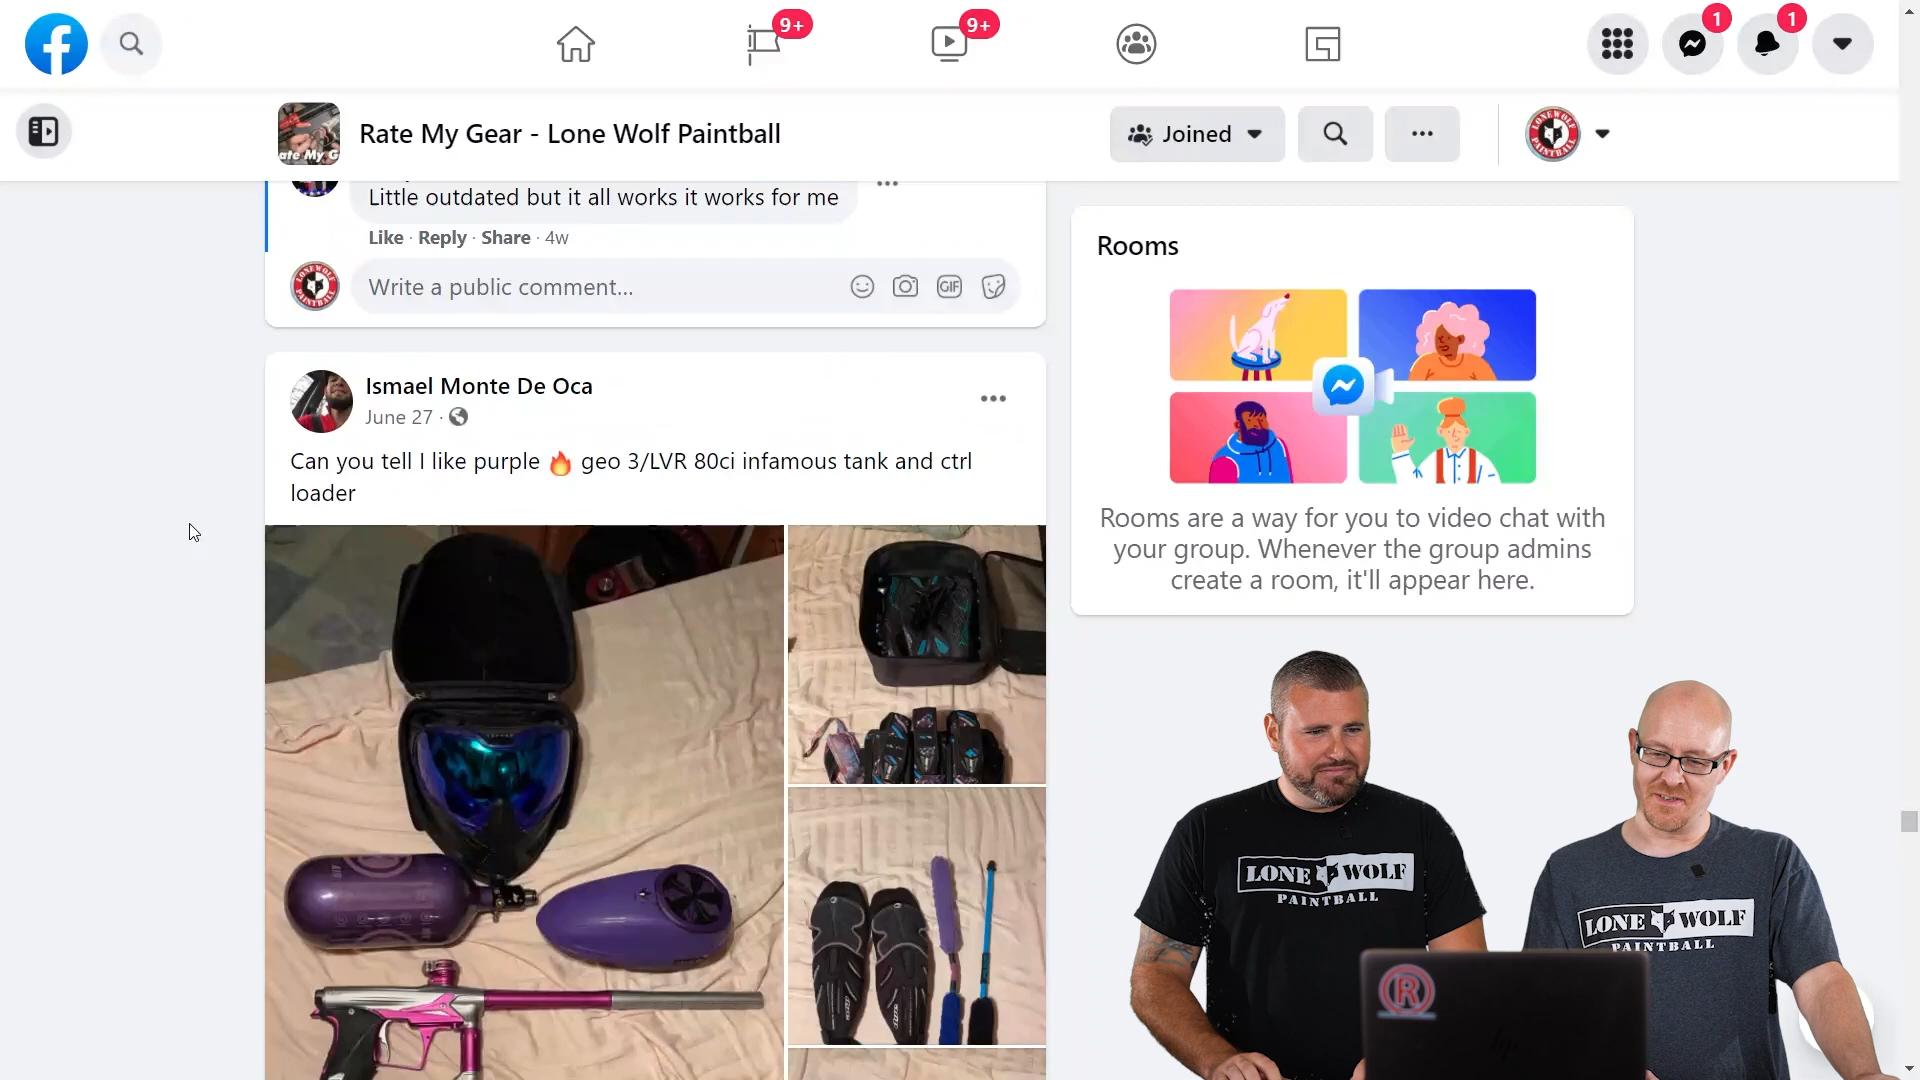 9+
9+
1
1
Rate My Gear - Lone Wolf Paintball
Joined
Little outdated but it all works it works for me
Like · Reply · Share · 4w
Write a public comment...
GIF
Ismael Monte De Oca
June 27 ·
Can you tell I like purple 🔥 geo 3/LVR 80ci infamous tank and ctrl
loader
Rooms
Rooms are a way for you to video chat with
your group. Whenever the group admins
create a room, it'll appear here.
LONE WOLF
PAINTBALL
LONE WOLF
PAINTBALL
R